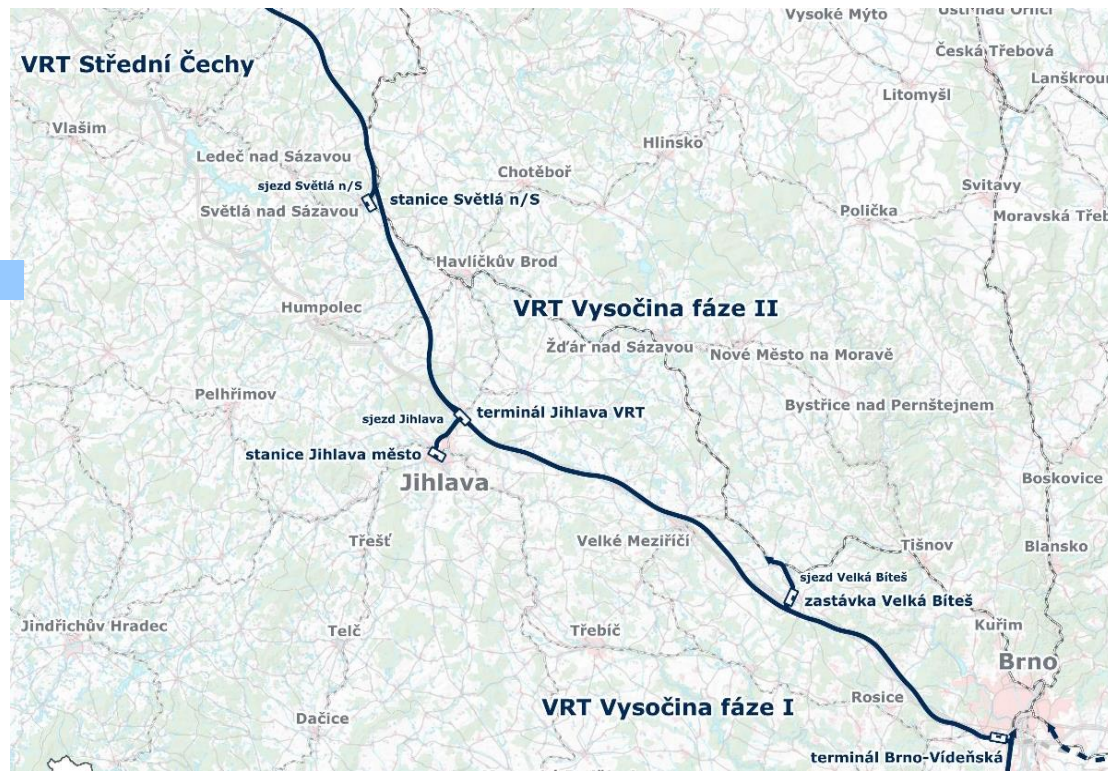 Vysoké Mýto
Ústí nad Orlicí
VRT Střední Čechy
Česká Třebová
Lanškroun
Litomyšl
Vlašim
Hlinsko
Ledeč nad Sázavou
Chotěboř
sjezd Světlá n/S
stanice Světlá n/S
Svitavy
Světlá nad Sázavou
Polička
Moravská Třeb
Havlíčkův Brod
Humpolec
VRT Vysočina fáze II
Žďár nad Sázavou
Nové Město na Moravě
Pelhřimov
Bystřice nad Pernštejnem
sjezd Jihlava
terminál Jihlava VRT
stanice Jihlava město
Jihlava
Boskovice
Třešť
Velké Meziříčí
Tišnov
Blansko
sjezd Velká Bíteš
zastávka Velká Bíteš
Jindřichův Hradec
Telč
Třebíč
Kuřim
Brno
Rosice
VRT Vysočina fáze I
Dačice
terminál Brno-Vídeňská